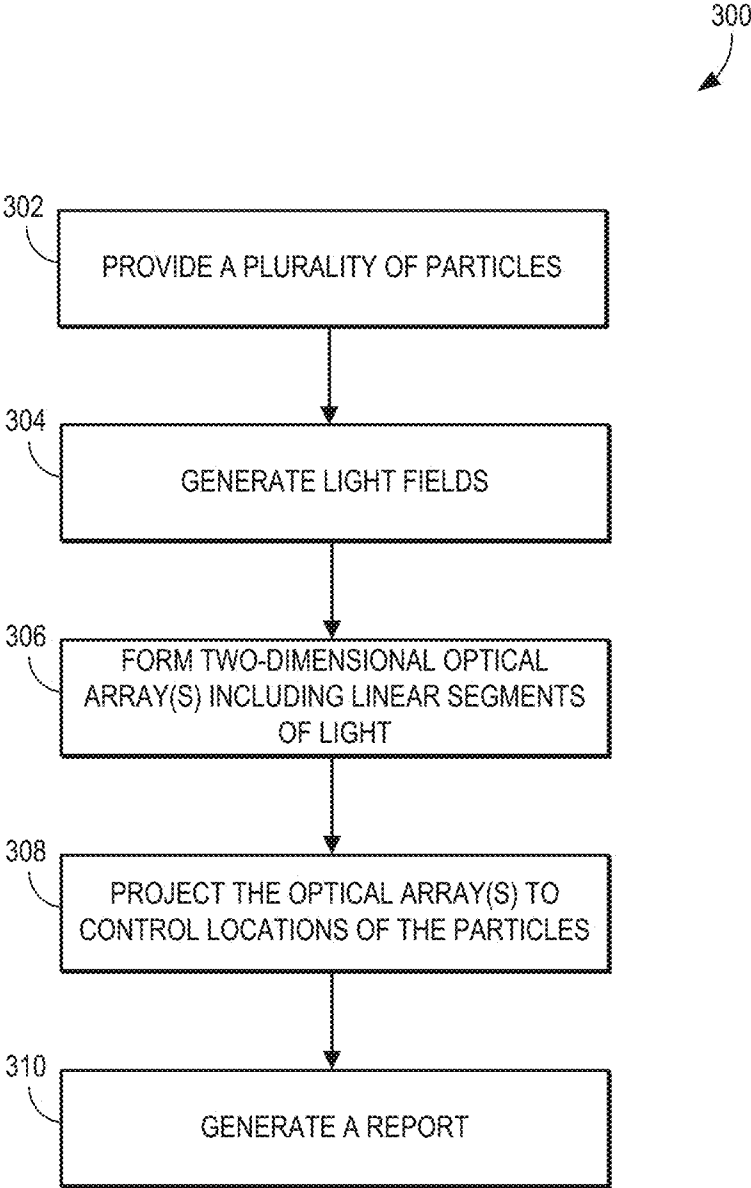 300
302
PROVIDE A PLURALITY OF PARTICLES
304
GENERATE LIGHT FIELDS
306
FORM TWO-DIMENSIONAL OPTICAL
ARRAY(S) INCLUDING LINEAR SEGMENTS
OF LIGHT
308
PROJECT THE OPTICAL ARRAY(S) TO
CONTROL LOCATIONS OF THE PARTICLES
310
GENERATE A REPORT